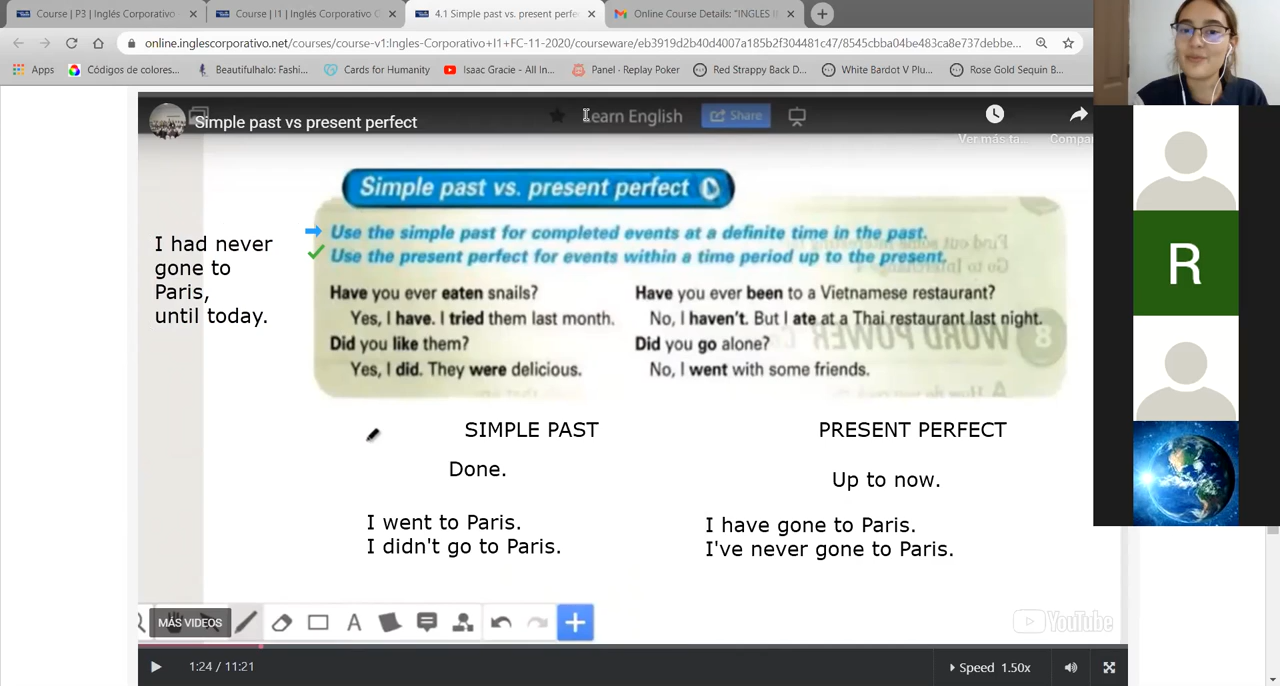 Course | P3 | Inglés Corporativo
Course | I1 | Inglés Corporativo C
4.1 Simple past vs. present perfe
Online Course Details: "INGLES I
online.inglescorporativo.net/courses/course-v1:Ingles-Corporativo+I1+FC-11-2020/courseware/eb3919d2b40d4007a185b2f304481c47/8545cbba04be483ca8e737debbe...
Apps
Códigos de colores...
Beautifulhalo: Fashi...
Cards for Humanity
Isaac Gracie - All In...
Panel · Replay Poker
Red Strappy Back D...
White Bardot V Plu...
Rose Gold Sequin B...
Simple past vs present perfect
Learn English
Share
Ver más ta...
Compar
Simple past vs. present perfect
Use the simple past for completed events at a definite time in the past.
Use the present perfect for events within a time period up to the present.
Have you ever eaten snails?
Yes, I have. I tried them last month.
Did you like them?
Yes, I did. They were delicious.
Have you ever been to a Vietnamese restaurant?
No, I haven't. But I ate at a Thai restaurant last night.
Did you go alone?
No, I went with some friends.
8 WORD POWER
I had never
gone to
Paris,
until today.
SIMPLE PAST
Done.
I went to Paris.
I didn't go to Paris.
PRESENT PERFECT
Up to now.
I have gone to Paris.
I've never gone to Paris.
R
MÁS VIDEOS
A
YouTube
1:24 / 11:21
Speed 1.50x